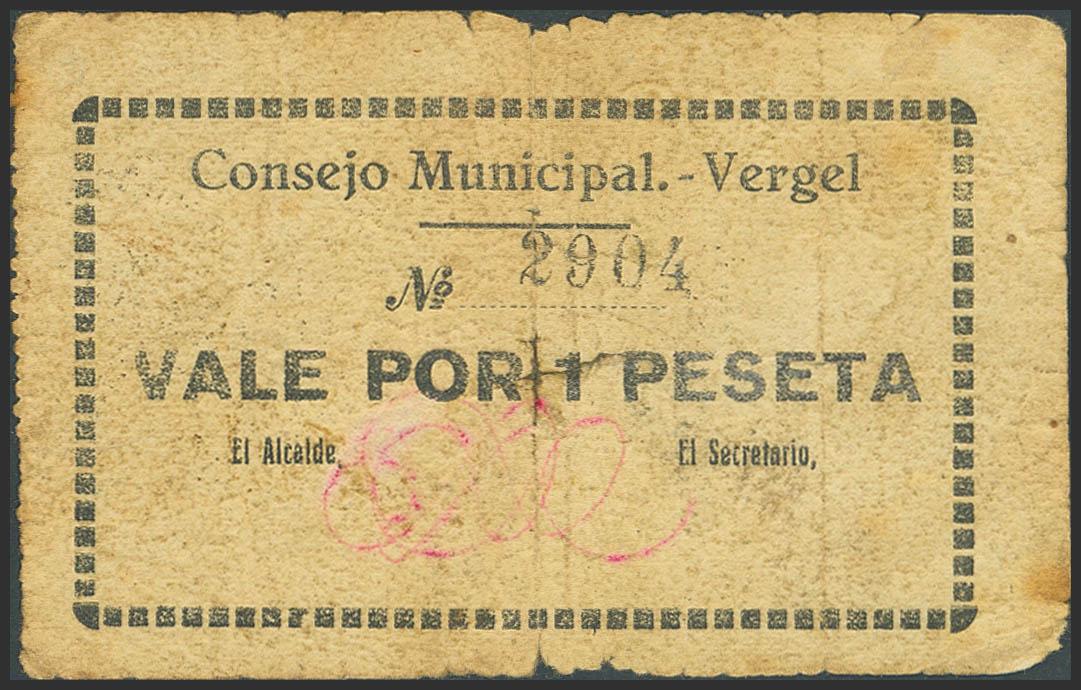 Consejo Municipal.-Vergel
Nº 2904
VALE POR 1 PESETA
El Alcalde, El Secretario,